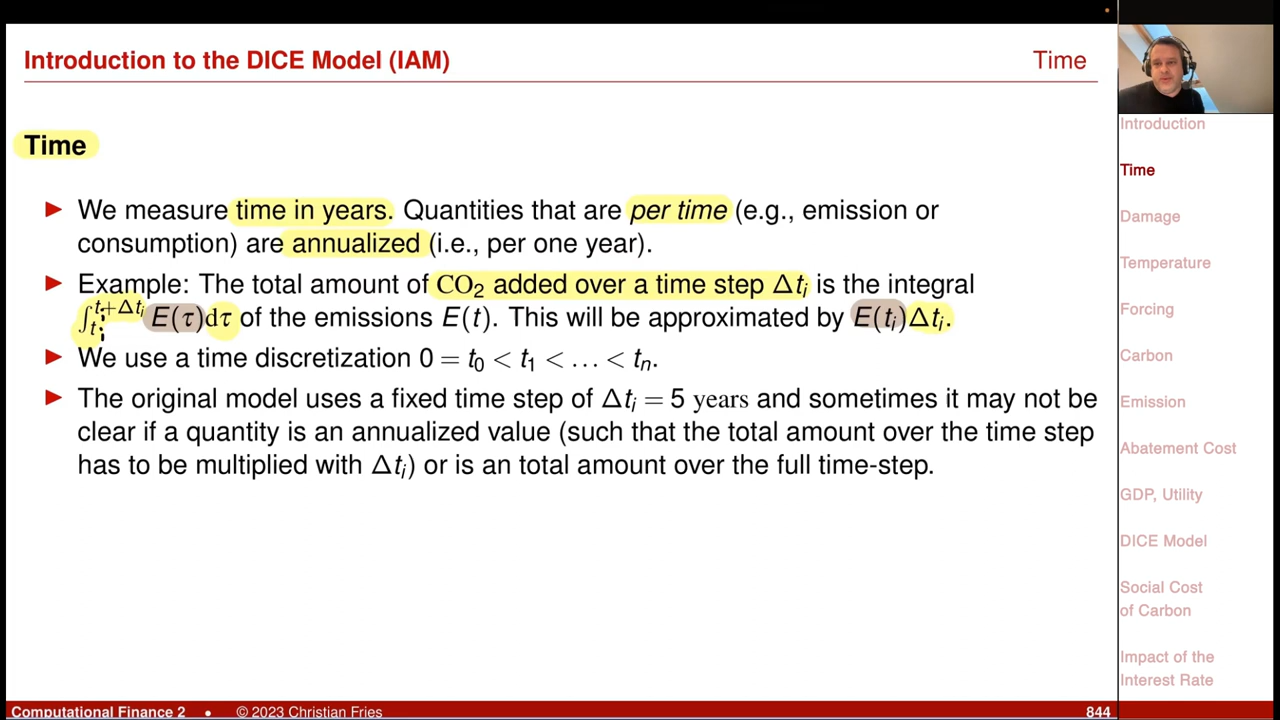 Introduction to the DICE Model (IAM)
Time
Time
► We measure time in years. Quantities that are per time (e.g., emission or
consumption) are annualized (i.e., per one year).
► Example: The total amount of CO₂ added over a time step Δtᵢ is the integral
∫ₜᵢ^{tᵢ+Δtᵢ} E(τ)dτ of the emissions E(t). This will be approximated by E(tᵢ)Δtᵢ.
► We use a time discretization 0 = t₀ < t₁ < … < tₙ.
► The original model uses a fixed time step of Δtᵢ = 5 years and sometimes it may not be
clear if a quantity is an annualized value (such that the total amount over the time step
has to be multiplied with Δtᵢ) or is an total amount over the full time-step.
Introduction
Time
Damage
Temperature
Forcing
Carbon
Emission
Abatement Cost
GDP, Utility
DICE Model
Social Cost
of Carbon
Impact of the
Interest Rate
Computational Finance 2 • © 2023 Christian Fries
844